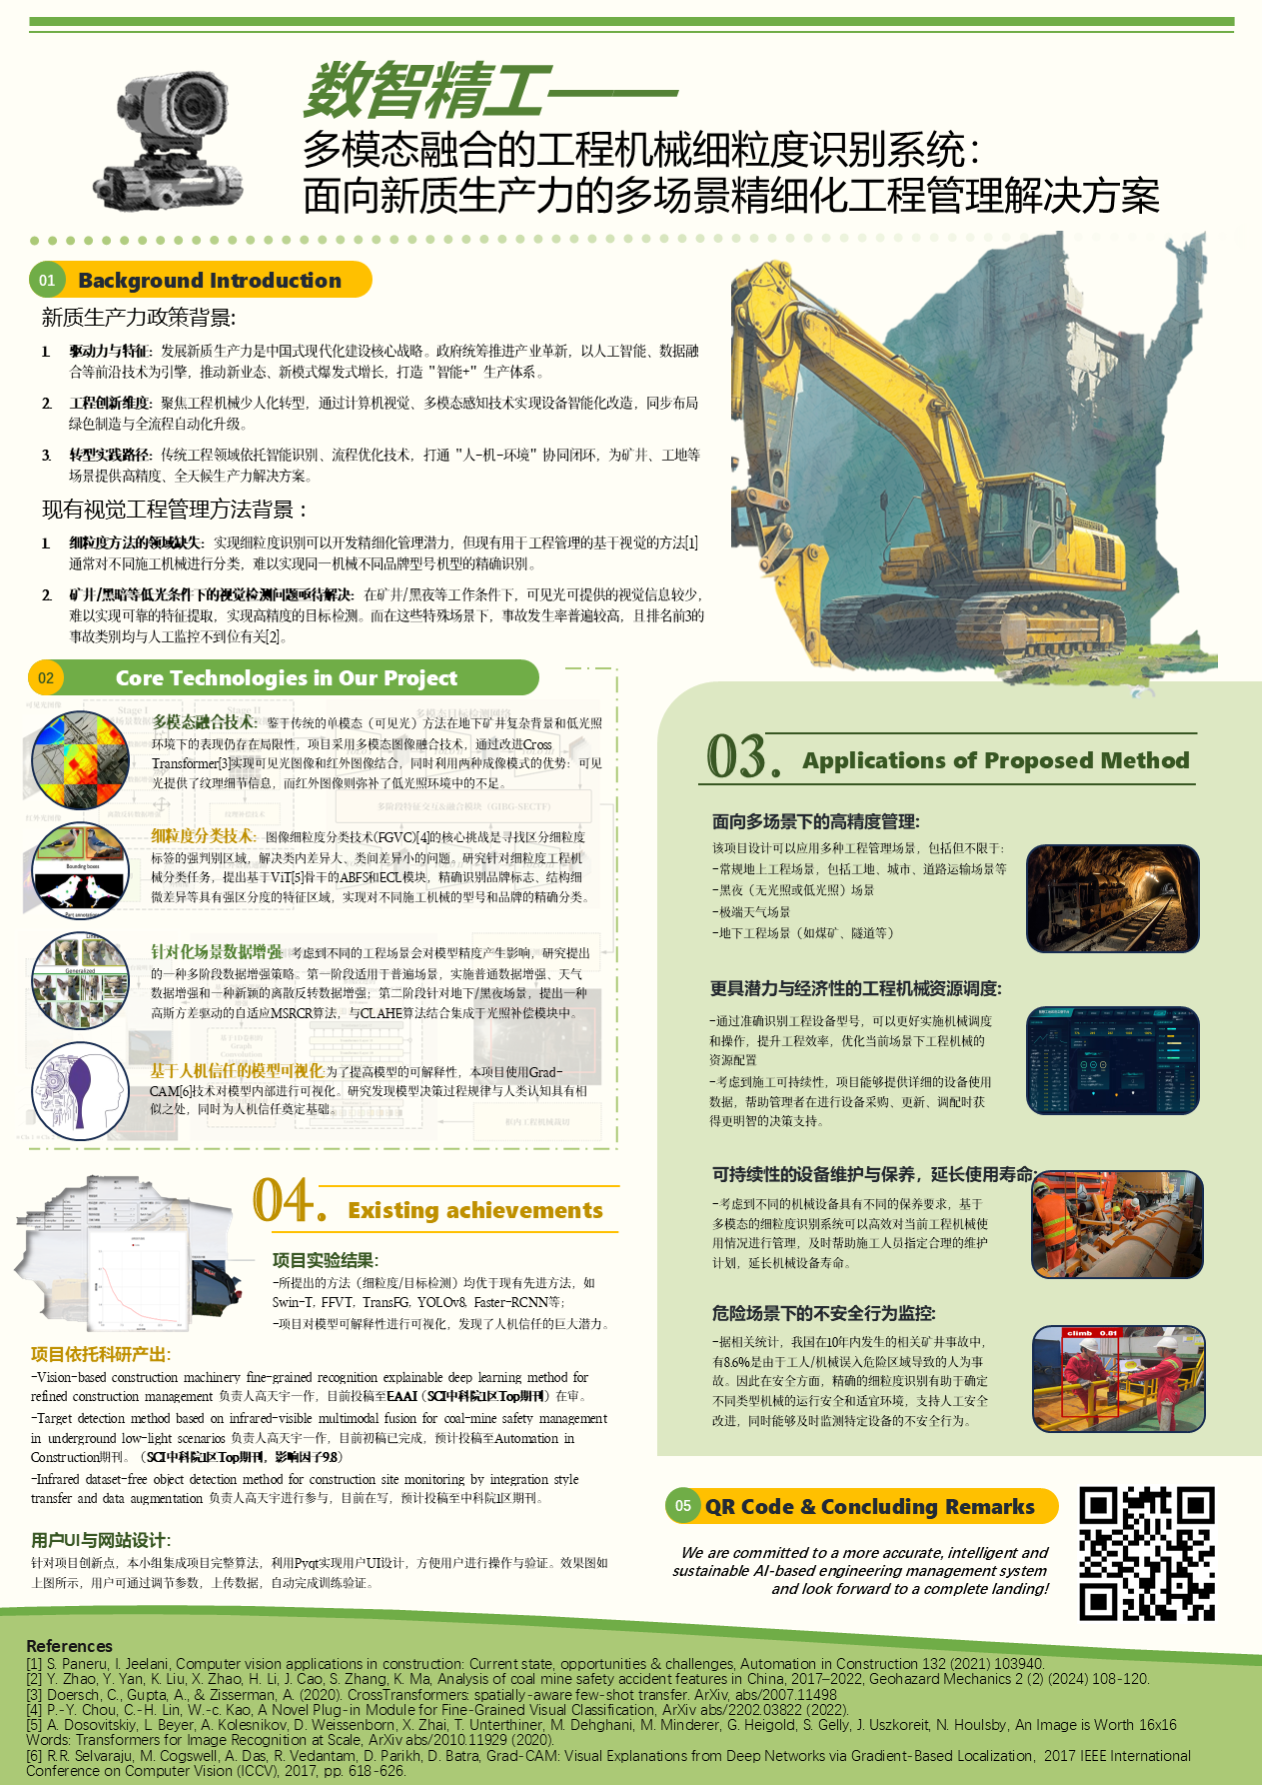 数智精工——
多模态融合的工程机械细粒度识别系统：
面向新质生产力的多场景精细化工程管理解决方案
01 Background Introduction
新质生产力政策背景:
1. 驱动力与特征：发展新质生产力是中国式现代化建设核心战略。政府统筹推进产业革新，以人工智能、数据融
合等前沿技术为引擎，推动新业态、新模式爆发式增长，打造 "智能+" 生产体系。
2. 工程创新维度：聚焦工程机械少人化转型，通过计算机视觉、多模态感知技术实现设备智能化改造，同步布局
绿色制造与全流程自动化升级。
3. 转型实践路径：传统工程领域依托智能识别、流程优化技术，打通 "人-机-环境" 协同闭环，为矿井、工地等
场景提供高精度、全天候生产力解决方案。
现有视觉工程管理方法背景：
1. 细粒度方法的领域缺失：实现细粒度识别可以开发精细化管理潜力，但现有用于工程管理的基于视觉的方法[1]
通常对不同施工机械进行分类，难以实现同一机械不同品牌型号机型的精确识别。
2. 矿井/黑暗等低光条件下的视觉检测问题亟待解决：在矿井/黑夜等工作条件下，可见光可提供的视觉信息较少，
难以实现可靠的特征提取，实现高精度的目标检测。而在这些特殊场景下，事故发生率普遍较高，且排名前3的
事故类别均与人工监控不到位有关[2]。
02 Core Technologies in Our Project
多模态融合技术：鉴于传统的单模态（可见光）方法在地下矿井复杂背景和低光照
环境下的表现仍存在局限性，项目采用多模态图像融合技术，通过改进Cross
Transformer[3]实现可见光图像和红外图像结合，同时利用两种成像模式的优势：可见
光提供了纹理细节信息，而红外图像则弥补了低光照环境中的不足。
细粒度分类技术：图像细粒度分类技术(FGVC)[4]的核心挑战是寻找区分细粒度
标签的强判别区域，解决类内差异大、类间差异小的问题。研究针对细粒度工程机
械分类任务，提出基于ViT[5]骨干的ABFS和ECL模块，精确识别品牌标志、结构细
微差异等具有强区分度的特征区域，实现对不同施工机械的型号和品牌的精确分类。
针对化场景数据增强：考虑到不同的工程场景会对模型精度产生影响，研究提出
的一种多阶段数据增强策略。第一阶段适用于普遍场景，实施普通数据增强、天气
数据增强和一种新颖的离散反转数据增强；第二阶段针对地下/黑夜场景，提出一种
高斯方差驱动的自适应MSRCR算法，与CLAHE算法结合集成于光照补偿模块中。
基于人机信任的模型可视化：为了提高模型的可解释性，本项目使用Grad-
CAM[6]技术对模型内部进行可视化。研究发现模型决策过程规律与人类认知具有相
似之处，同时为人机信任奠定基础。
Stage I
Stage II
多阶段特征交互&融合模块（GIBG-SECTF）
Bounding boxes
Part annotations
Generalized
03. Applications of Proposed Method
面向多场景下的高精度管理:
该项目设计可以应用多种工程管理场景，包括但不限于：
-常规地上工程场景，包括工地、城市、道路运输场景等
-黑夜（无光照或低光照）场景
-极端天气场景
-地下工程场景（如煤矿、隧道等）
更具潜力与经济性的工程机械资源调度:
-通过准确识别工程设备型号，可以更好实施机械调度
和操作，提升工程效率，优化当前场景下工程机械的
资源配置
-考虑到施工可持续性，项目能够提供详细的设备使用
数据，帮助管理者在进行设备采购、更新、调配时获
得更明智的决策支持。
可持续性的设备维护与保养，延长使用寿命:
-考虑到不同的机械设备具有不同的保养要求，基于
多模态的细粒度识别系统可以高效对当前工程机械使
用情况进行管理，及时帮助施工人员指定合理的维护
计划，延长机械设备寿命。
危险场景下的不安全行为监控:
-据相关统计，我国在10年内发生的相关矿井事故中，
有8.6%是由于工人/机械误入危险区域导致的人为事
故。因此在安全方面，精确的细粒度识别有助于确定
不同类型机械的运行安全和适宜环境，支持人工安全
改进，同时能够及时监测特定设备的不安全行为。
climb 0.81
04. Existing achievements
项目实验结果:
-所提出的方法（细粒度/目标检测）均优于现有先进方法，如
Swin-T，FFVT，TransFG，YOLOv8，Faster-RCNN等；
-项目对模型可解释性进行可视化，发现了人机信任的巨大潜力。
项目依托科研产出:
-Vision-based construction machinery fine-grained recognition explainable deep learning method for
refined construction management 负责人高天宇一作，目前投稿至EAAI（SCI中科院1区Top期刊）在审。
-Target detection method based on infrared-visible multimodal fusion for coal-mine safety management
in underground low-light scenarios 负责人高天宇一作，目前初稿已完成，预计投稿至Automation in
Construction期刊。（SCI中科院1区Top期刊，影响因子9.8）
-Infrared dataset-free object detection method for construction site monitoring by integration style
transfer and data augmentation 负责人高天宇进行参与，目前在写，预计投稿至中科院1区期刊。
用户UI与网站设计:
针对项目创新点，本小组集成项目完整算法，利用Pyqt实现用户UI设计，方便用户进行操作与验证。效果图如
上图所示，用户可通过调节参数，上传数据，自动完成训练验证。
05 QR Code & Concluding Remarks
We are committed to a more accurate, intelligent and
sustainable AI-based engineering management system
and look forward to a complete landing!
References
[1] S. Paneru, I. Jeelani, Computer vision applications in construction: Current state, opportunities & challenges, Automation in Construction 132 (2021) 103940.
[2] Y. Zhao, Y. Yan, K. Liu, X. Zhao, H. Li, J. Cao, S. Zhang, K. Ma, Analysis of coal mine safety accident features in China, 2017–2022, Geohazard Mechanics 2 (2) (2024) 108-120.
[3] Doersch, C., Gupta, A., & Zisserman, A. (2020). CrossTransformers: spatially-aware few-shot transfer. ArXiv, abs/2007.11498
[4] P.-Y. Chou, C.-H. Lin, W.-c. Kao, A Novel Plug-in Module for Fine-Grained Visual Classification, ArXiv abs/2202.03822 (2022).
[5] A. Dosovitskiy, L. Beyer, A. Kolesnikov, D. Weissenborn, X. Zhai, T. Unterthiner, M. Dehghani, M. Minderer, G. Heigold, S. Gelly, J. Uszkoreit, N. Houlsby, An Image is Worth 16x16
Words: Transformers for Image Recognition at Scale, ArXiv abs/2010.11929 (2020).
[6] R.R. Selvaraju, M. Cogswell, A. Das, R. Vedantam, D. Parikh, D. Batra, Grad-CAM: Visual Explanations from Deep Networks via Gradient-Based Localization, 2017 IEEE International
Conference on Computer Vision (ICCV), 2017, pp. 618-626.